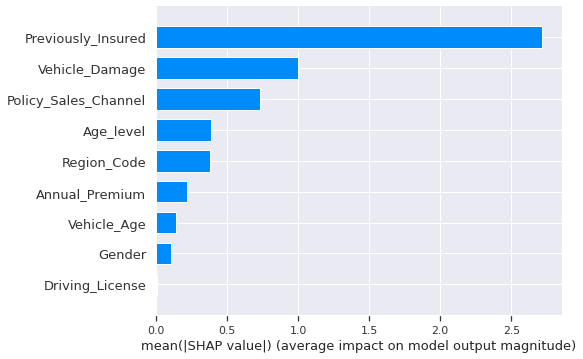 Previously_Insured
Vehicle_Damage
Policy_Sales_Channel
Age_level
Region_Code
Annual_Premium
Vehicle_Age
Gender
Driving_License
0.0 0.5 1.0 1.5 2.0 2.5
mean(|SHAP value|) (average impact on model output magnitude)